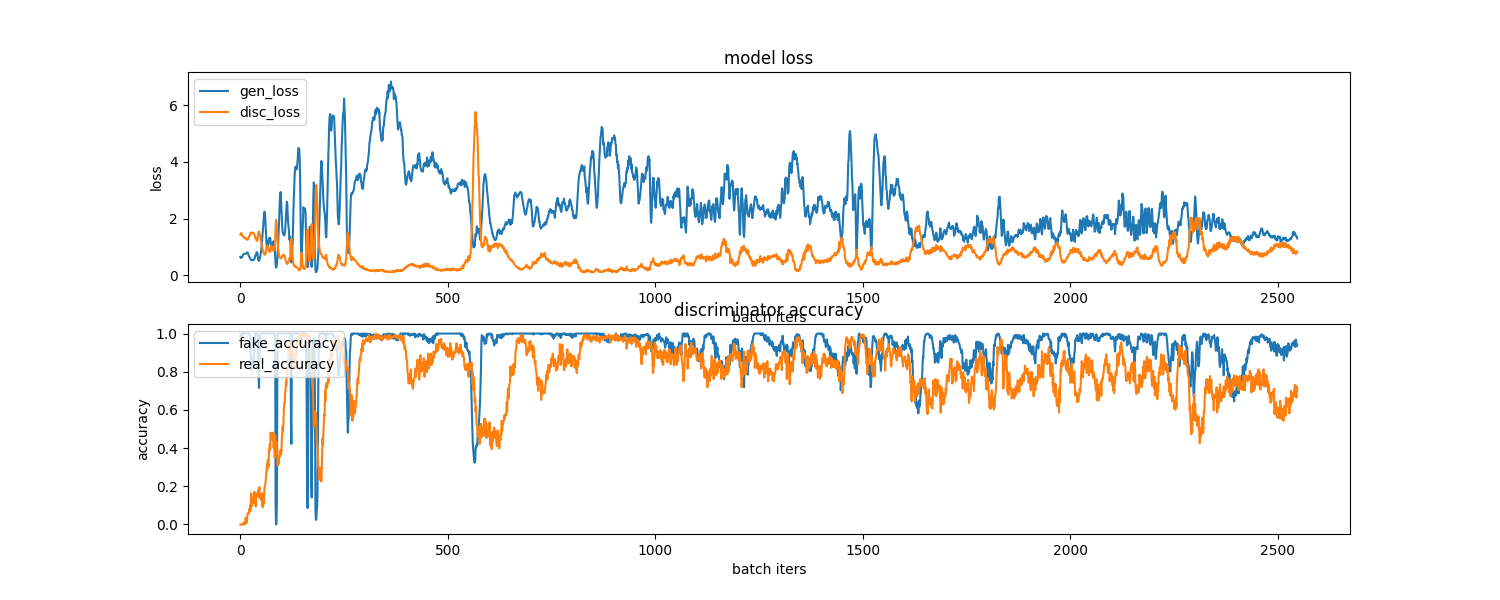 model loss
gen_loss
disc_loss
6
4
2
0
loss
0
500
1000
1500
2000
2500
batch iters
discriminator accuracy
fake_accuracy
real_accuracy
1.0
0.8
0.6
0.4
0.2
0.0
accuracy
0
500
1000
1500
2000
2500
batch iters